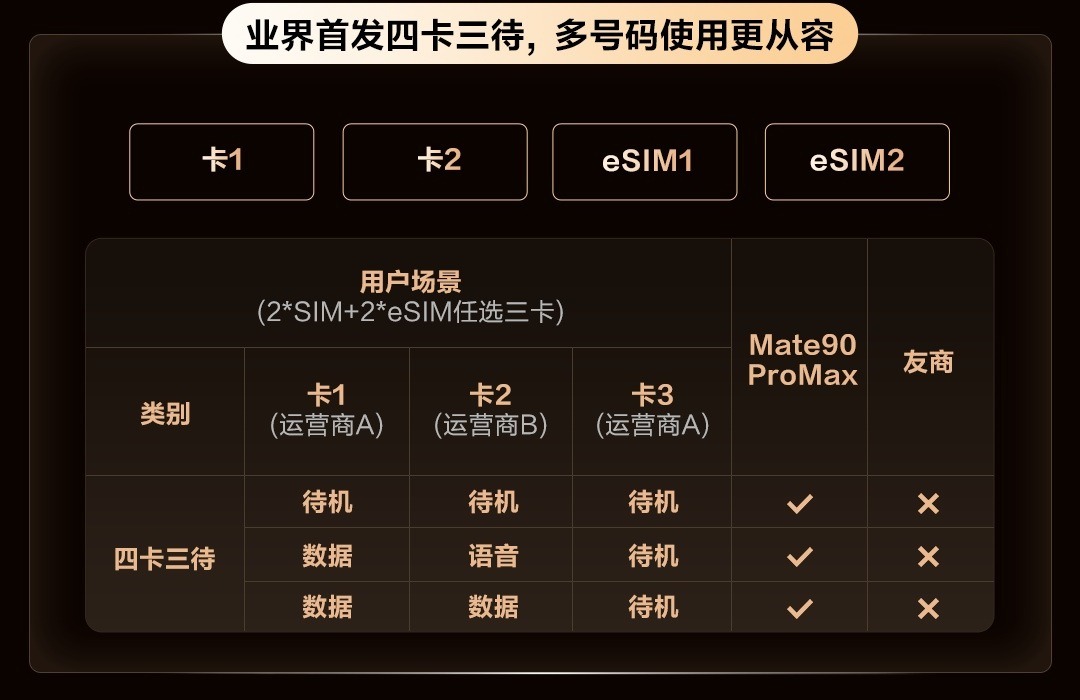 业界首发四卡三待，多号码使用更从容
卡1
卡2
eSIM1
eSIM2
用户场景
(2*SIM+2*eSIM任选三卡)
Mate90
ProMax
友商
类别
卡1
(运营商A)
卡2
(运营商B)
卡3
(运营商A)
四卡三待
待机 待机 待机 ✓ ✕
数据 语音 待机 ✓ ✕
数据 数据 待机 ✓ ✕